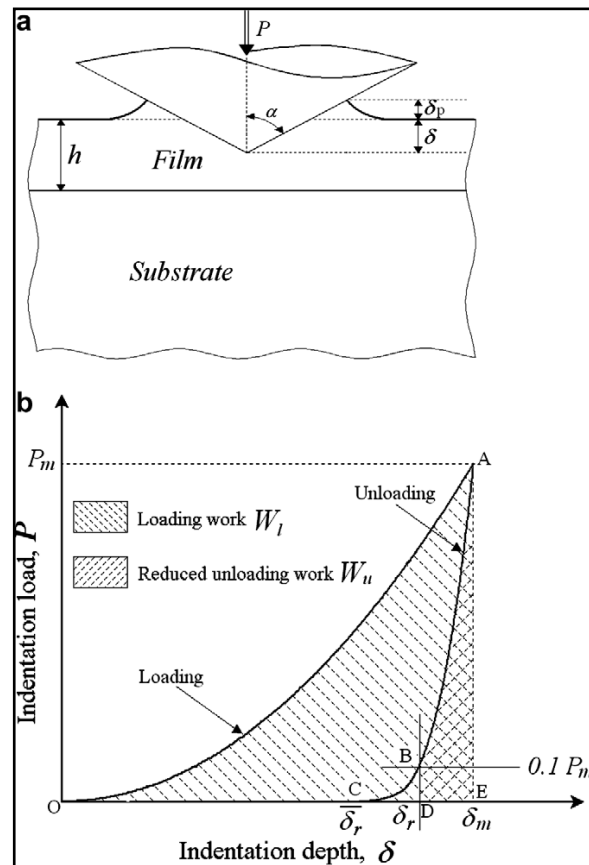 a
P
α
δp
δ
h
Film
Substrate
b
Pm
A
Unloading
Loading work Wl
Reduced unloading work Wu
Indentation load, P
Loading
B
0.1 Pm
O
C
D
E
δ̅r
δr
δm
Indentation depth, δ